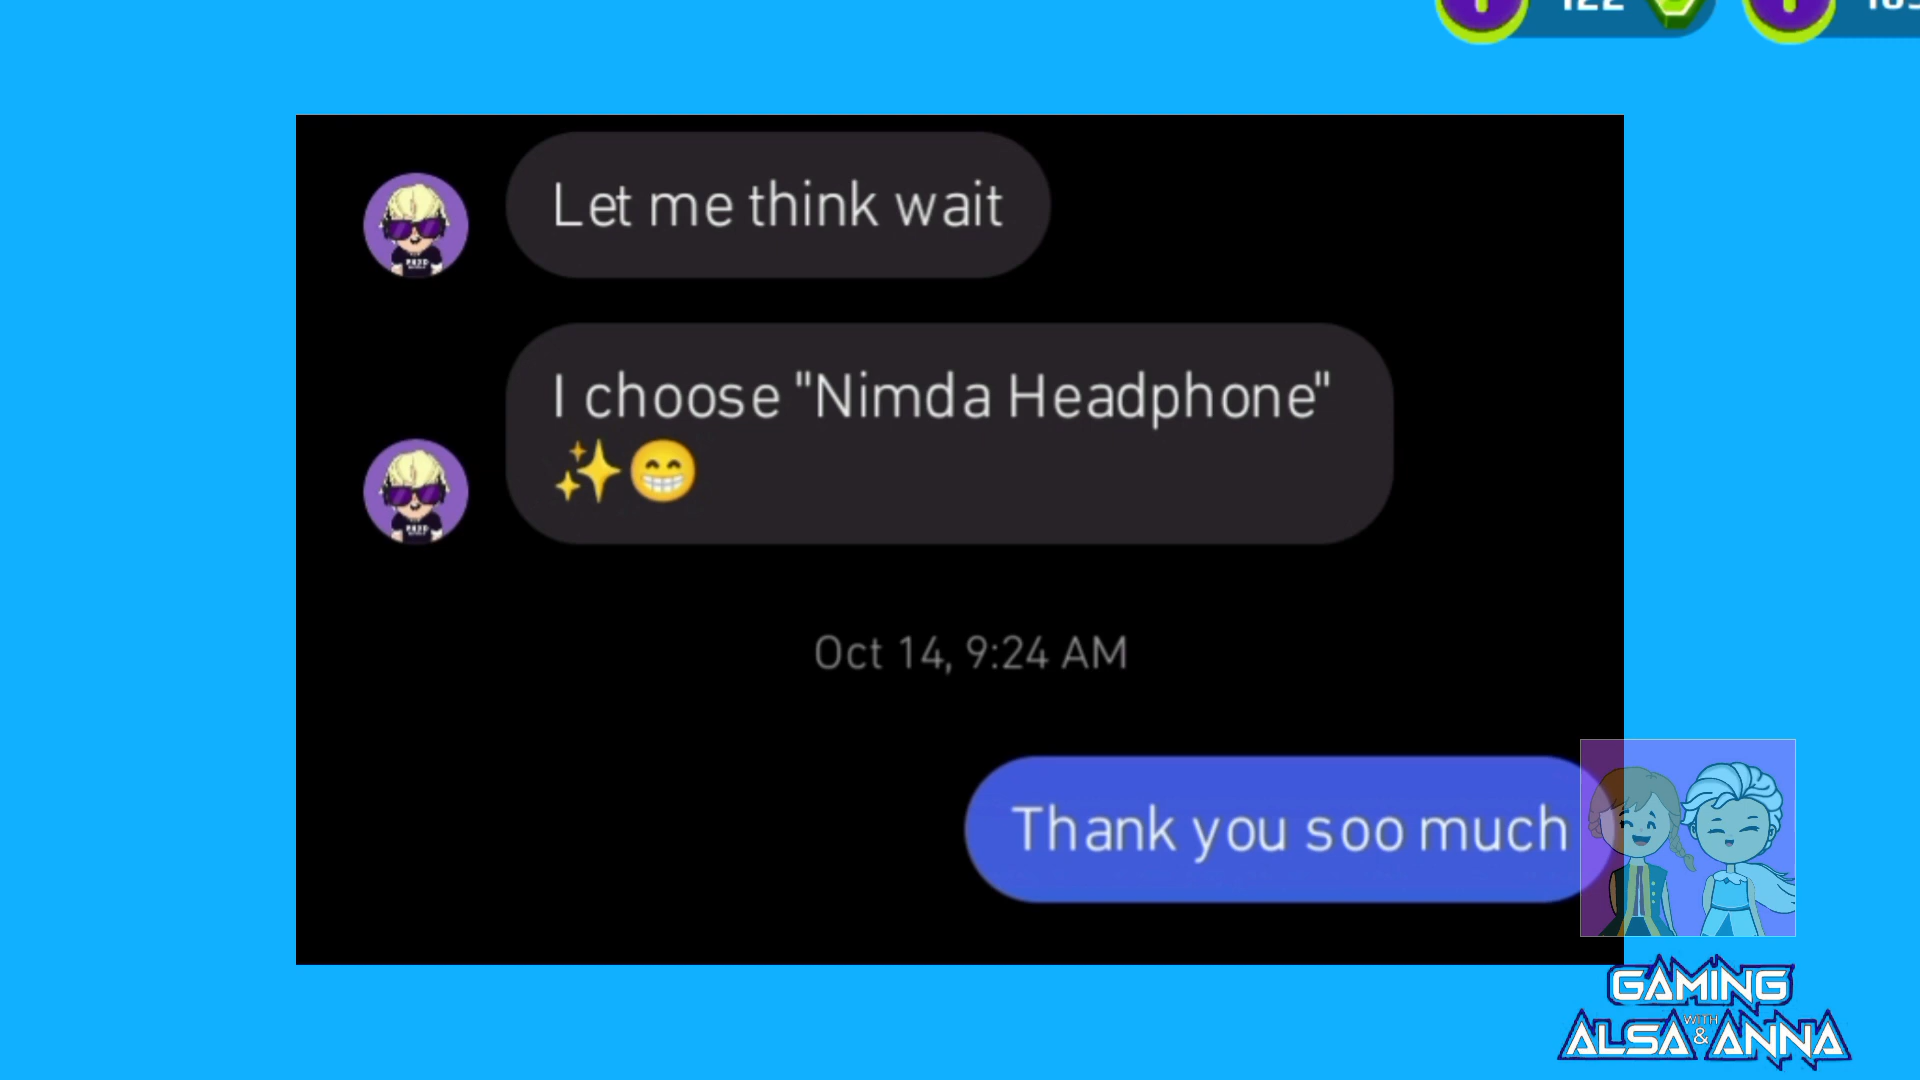 122
Let me think wait
I choose "Nimda Headphone"
✨😁
Oct 14, 9:24 AM
Thank you soo much
GAMING
WITH
ALSA & ANNA